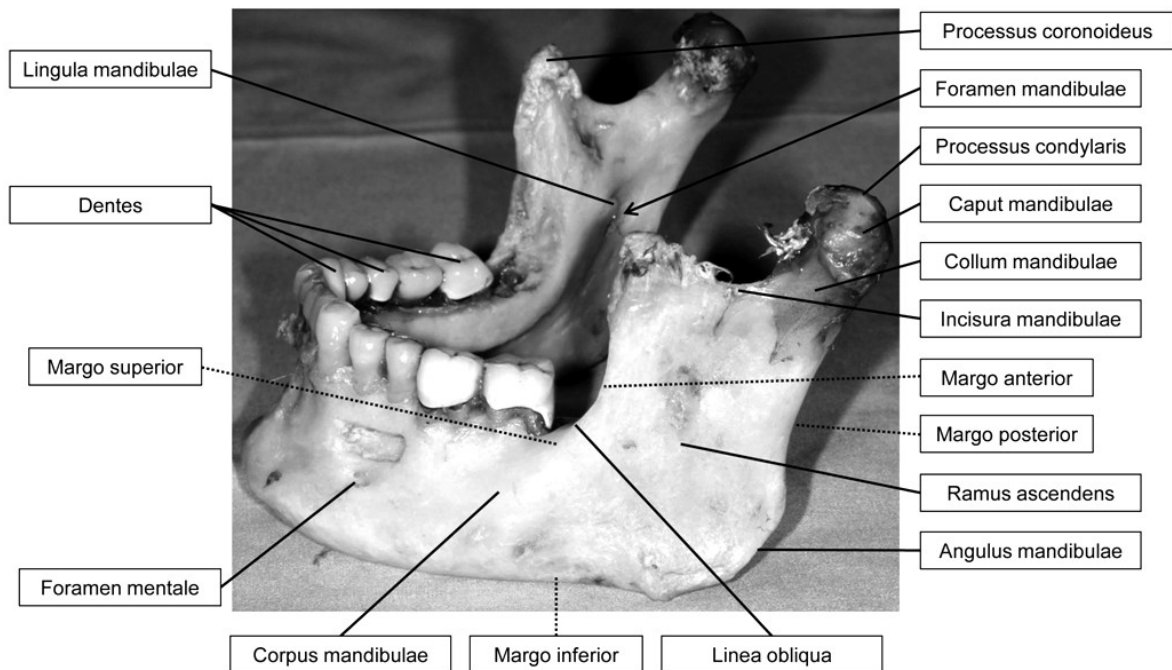 Lingula mandibulae
Dentes
Margo superior
Foramen mentale
Corpus mandibulae
Margo inferior
Linea obliqua
Processus coronoideus
Foramen mandibulae
Processus condylaris
Caput mandibulae
Collum mandibulae
Incisura mandibulae
Margo anterior
Margo posterior
Ramus ascendens
Angulus mandibulae